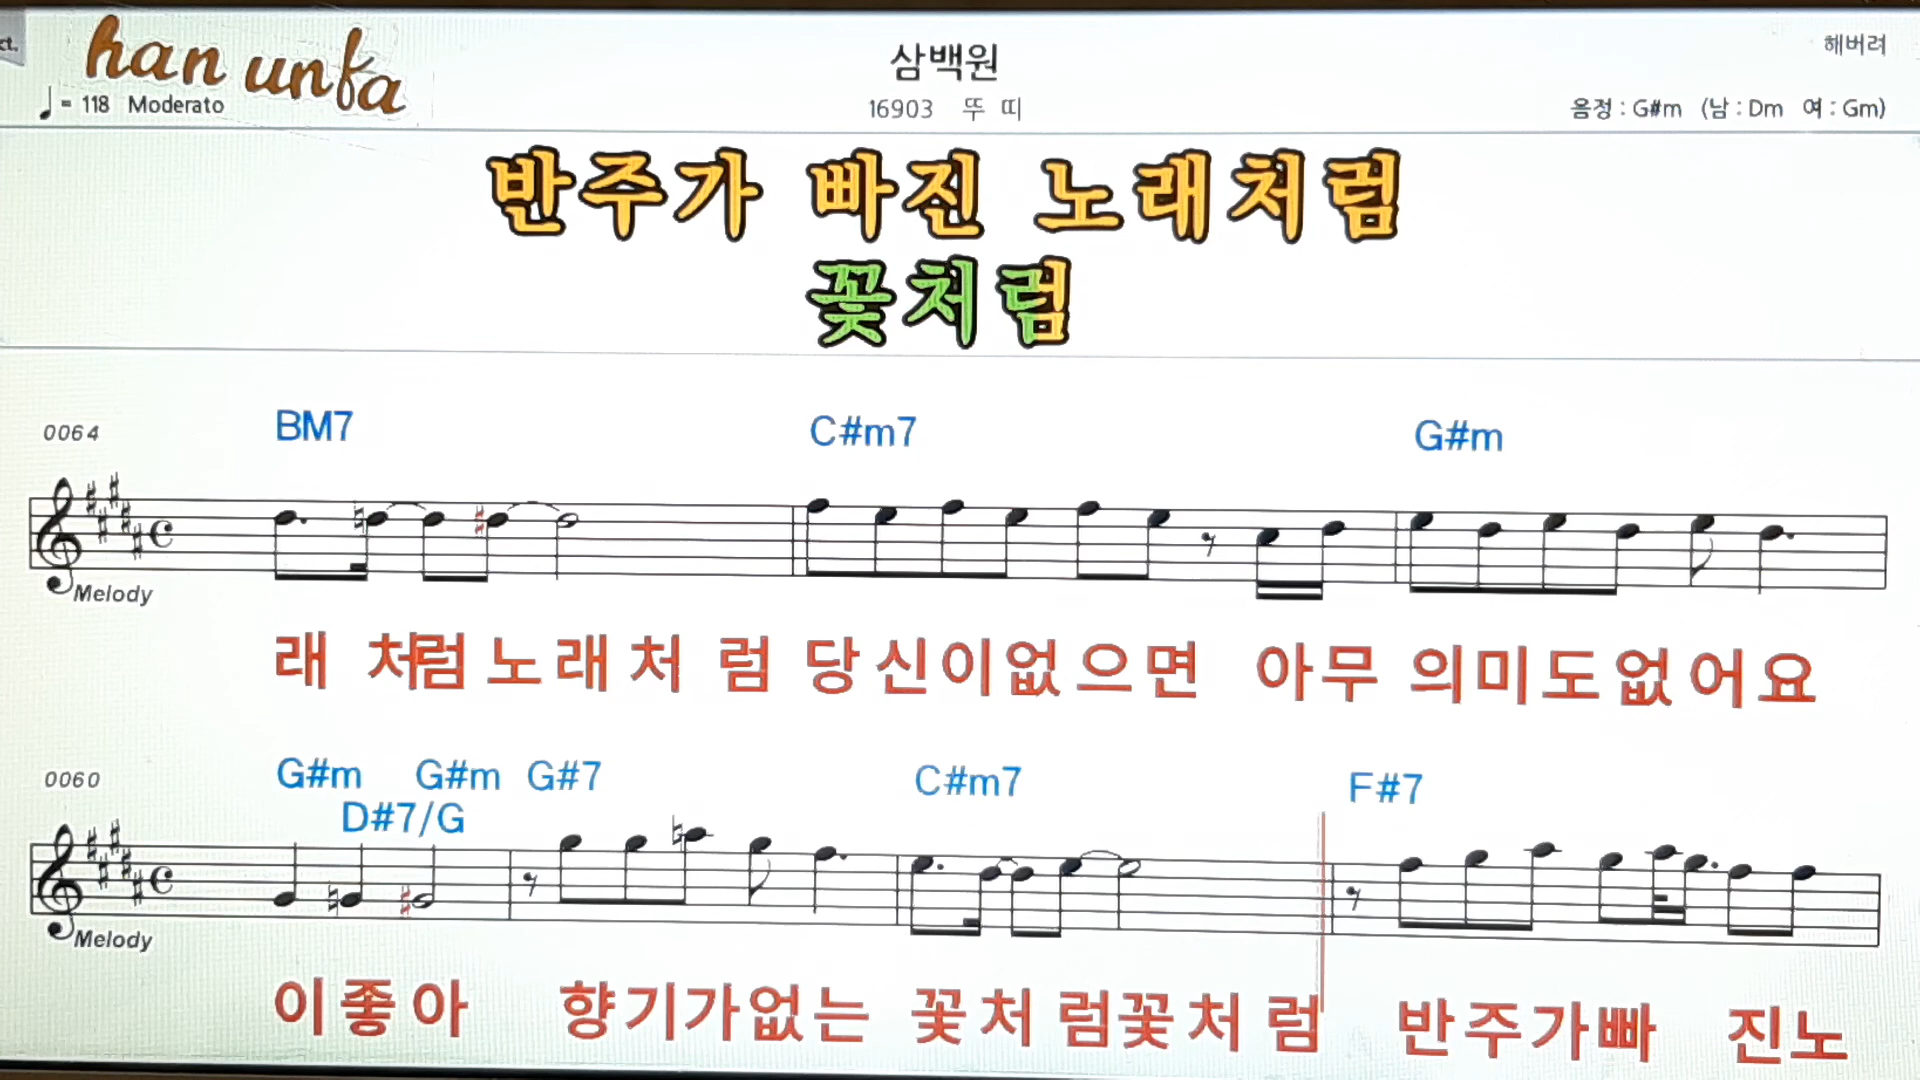 ct.
han unfa
삼백원
해버려
♩= 118 Moderato
16903 뚜 띠
음정 : G#m (남 : Dm 여 : Gm)
반주가 빠진 노래처럼
꽃처럼
0064 BM7 C#m7 G#m
Melody
래 처럼 노래처 럼 당신이없으면 아무 의미도없어요
0060 G#m G#m G#7 C#m7 F#7
D#7/G
Melody
이좋아 향기가없는 꽃처 럼꽃처 럼 반주가빠 진노